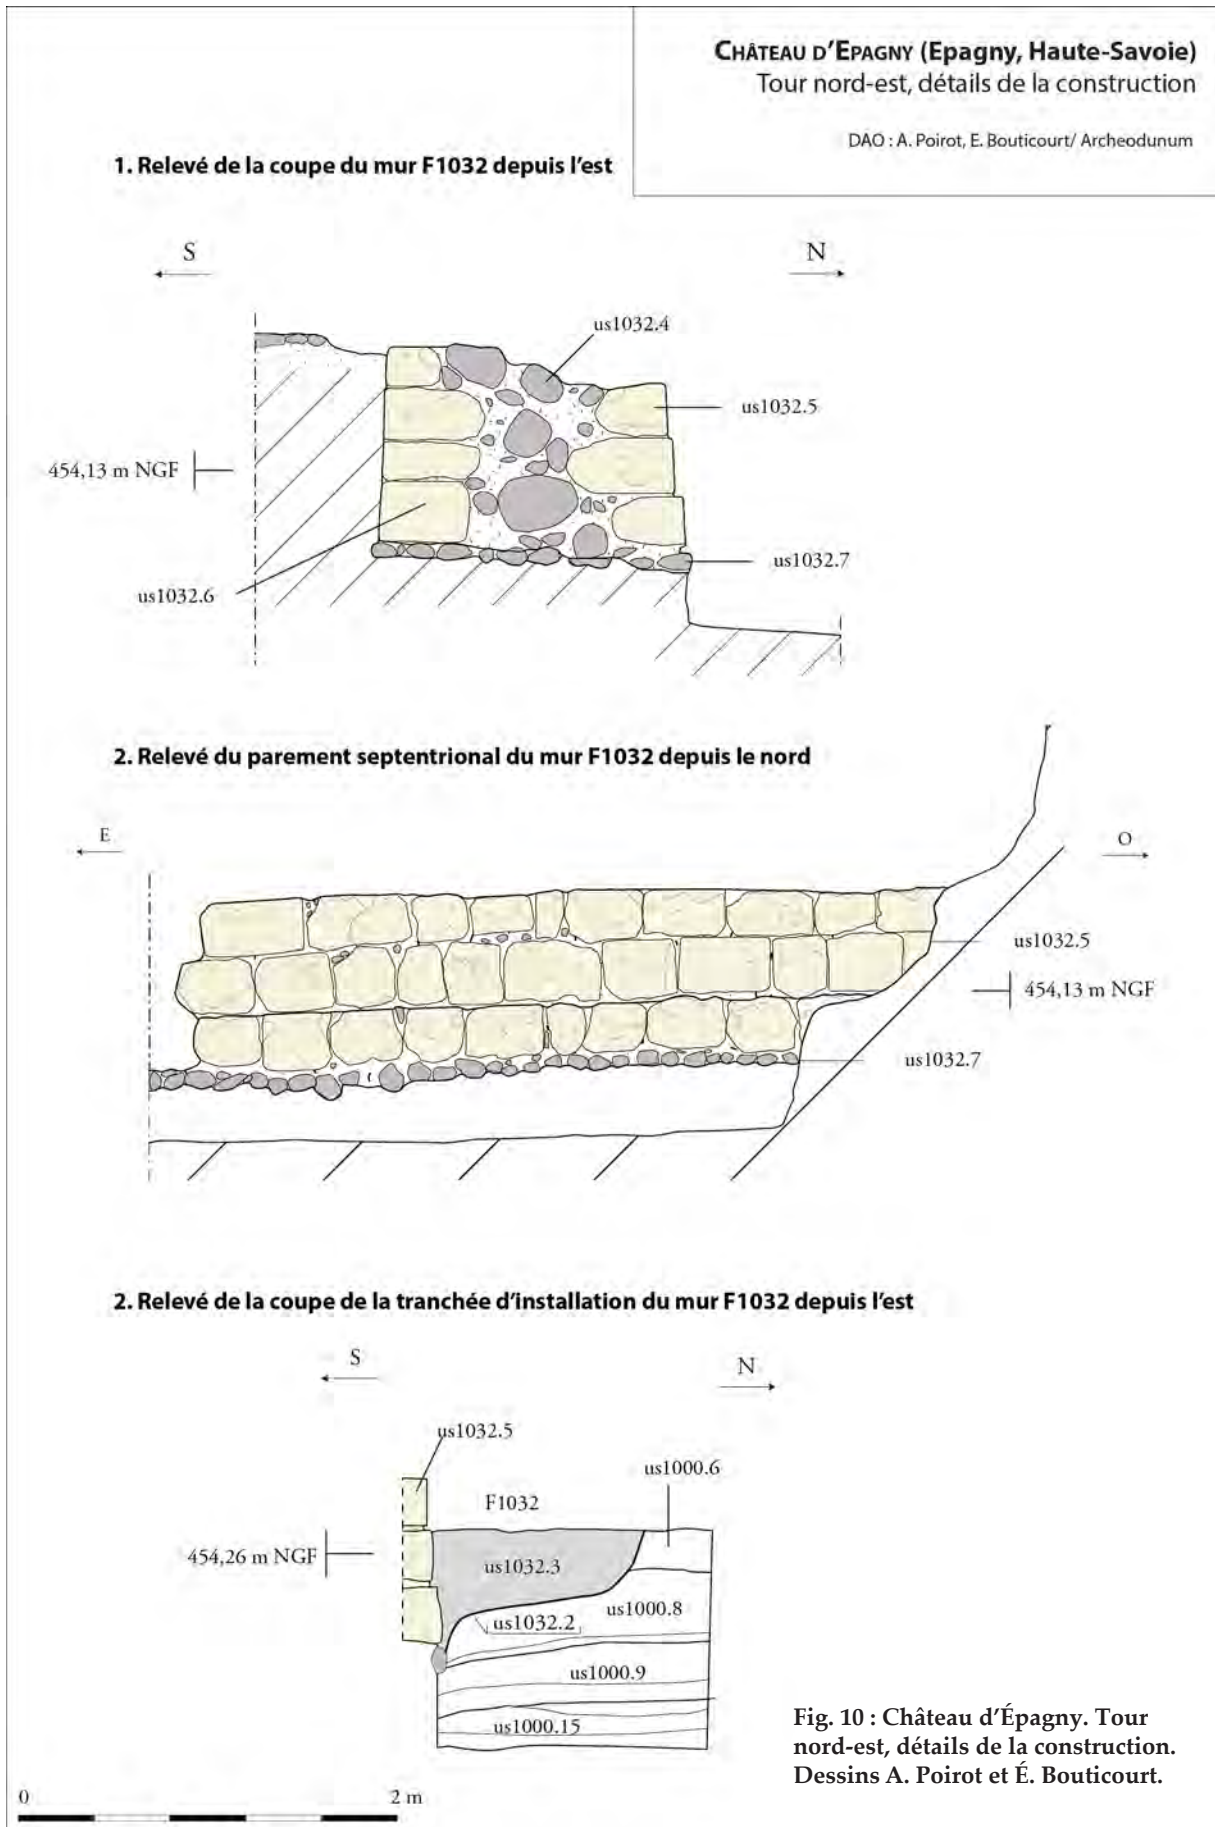 CHÂTEAU D'EPAGNY (Epagny, Haute-Savoie)
Tour nord-est, détails de la construction
DAO : A. Poirot, E. Bouticourt/ Archeodunum
1. Relevé de la coupe du mur F1032 depuis l'est
S
N
us1032.4
us1032.5
454,13 m NGF
us1032.7
us1032.6
2. Relevé du parement septentrional du mur F1032 depuis le nord
E
O
us1032.5
454,13 m NGF
us1032.7
2. Relevé de la coupe de la tranchée d'installation du mur F1032 depuis l'est
S
N
us1032.5
us1000.6
F1032
454,26 m NGF
us1032.3
us1000.8
us1032.2
us1000.9
us1000.15
Fig. 10 : Château d'Épagny. Tour
nord-est, détails de la construction.
Dessins A. Poirot et É. Bouticourt.
0
2 m